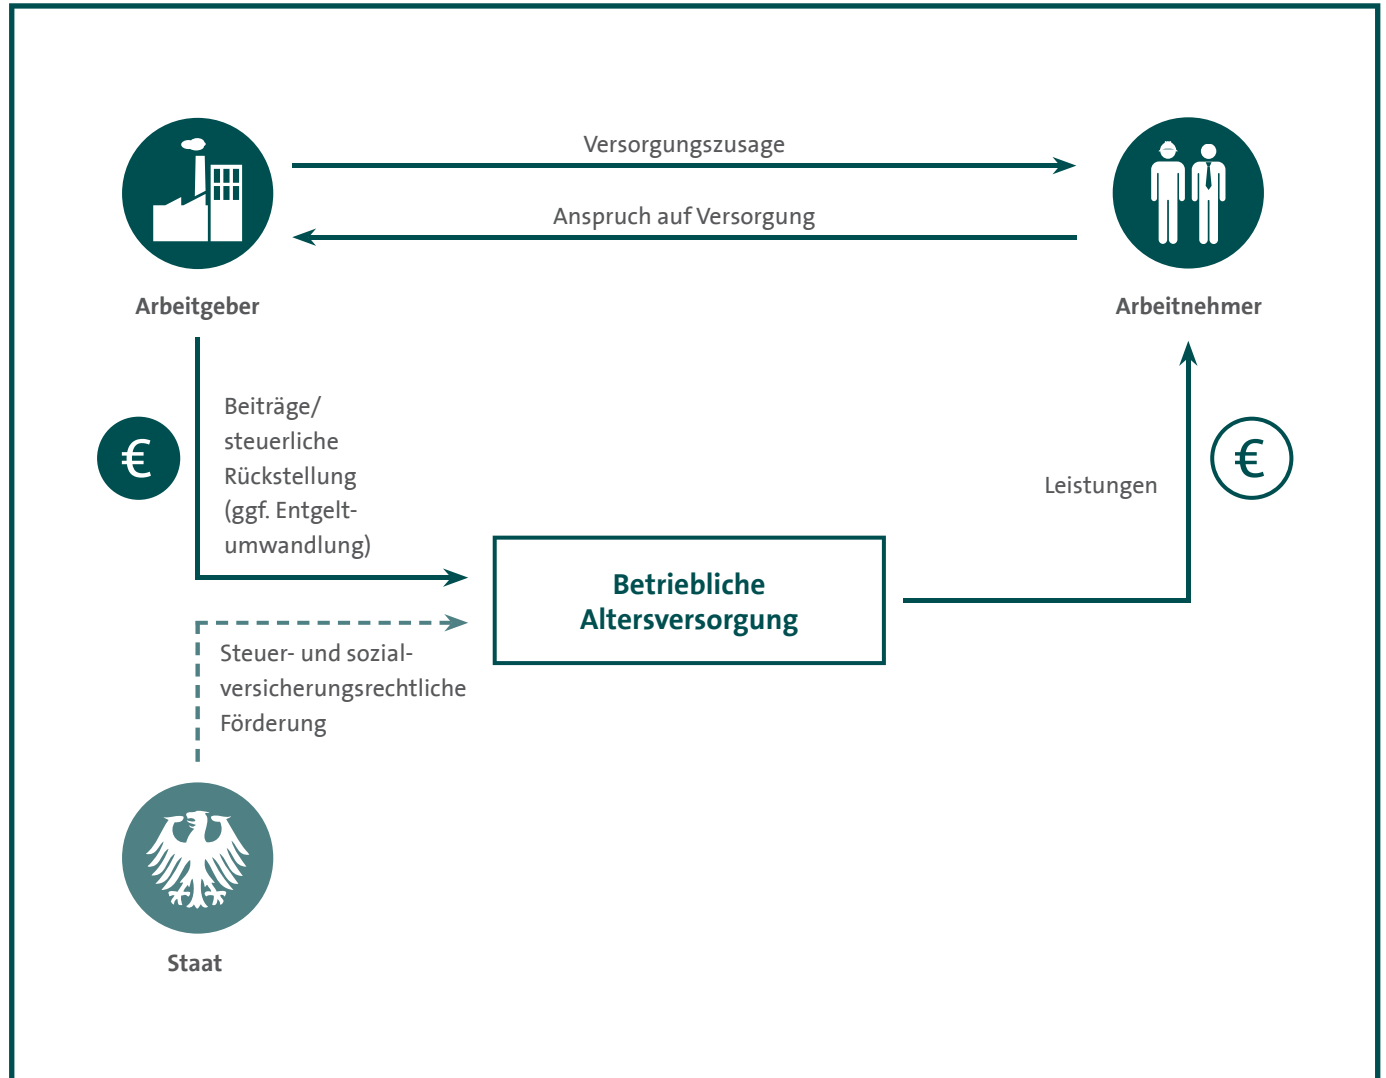 Versorgungszusage
Anspruch auf Versorgung
Arbeitgeber
Arbeitnehmer
€
Beiträge/
steuerliche
Rückstellung
(ggf. Entgelt-
umwandlung)
Leistungen
€
Betriebliche
Altersversorgung
Steuer- und sozial-
versicherungsrechtliche
Förderung
Staat